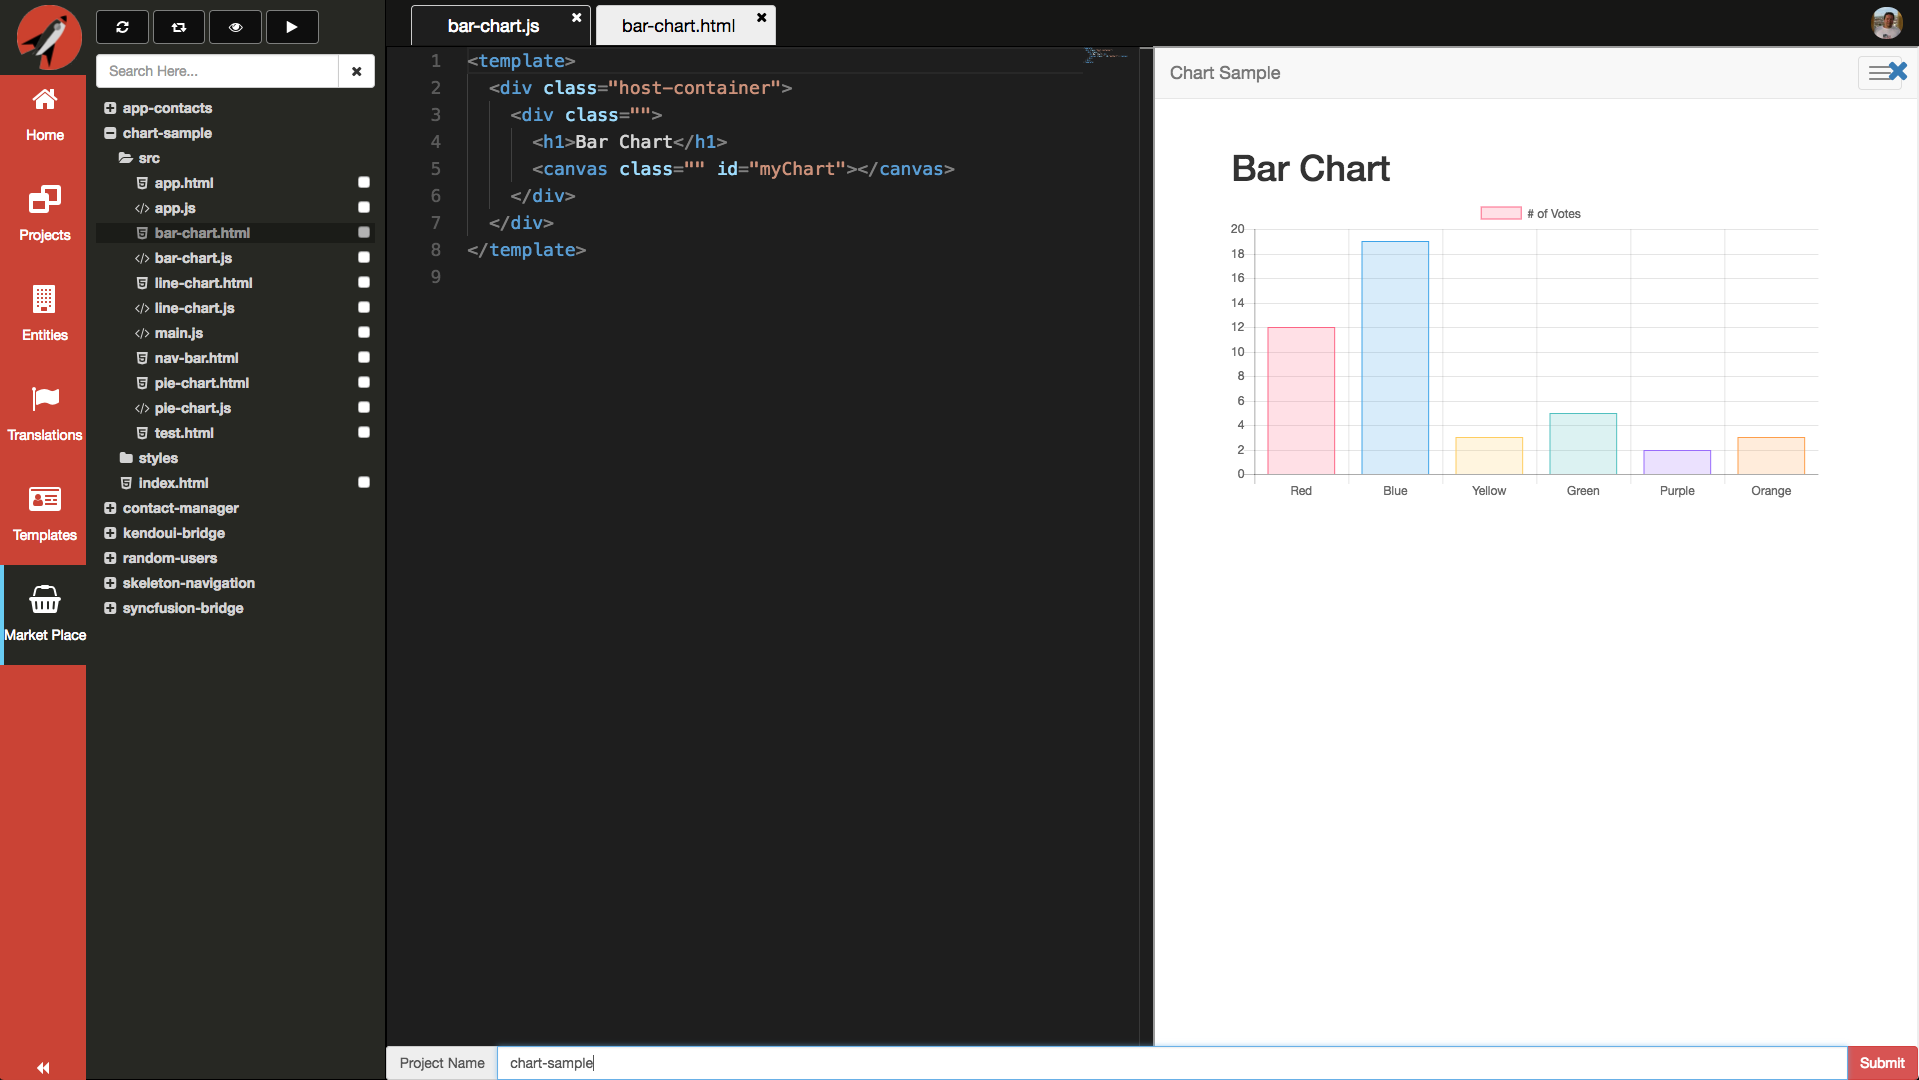 Home
Projects
Entities
Translations
Templates
Market Place
Search Here...
app-contacts
chart-sample
src
app.html
app.js
bar-chart.html
bar-chart.js
line-chart.html
line-chart.js
main.js
nav-bar.html
pie-chart.html
pie-chart.js
test.html
styles
index.html
contact-manager
kendoui-bridge
random-users
skeleton-navigation
syncfusion-bridge
bar-chart.js
bar-chart.html
1 <template>
2 <div class="host-container">
3 <div class="">
4 <h1>Bar Chart</h1>
5 <canvas class="" id="myChart"></canvas>
6 </div>
7 </div>
8 </template>
9
Chart Sample
Bar Chart
# of Votes
20
18
16
14
12
10
8
6
4
2
0
Red Blue Yellow Green Purple Orange
Project Name chart-sample Submit